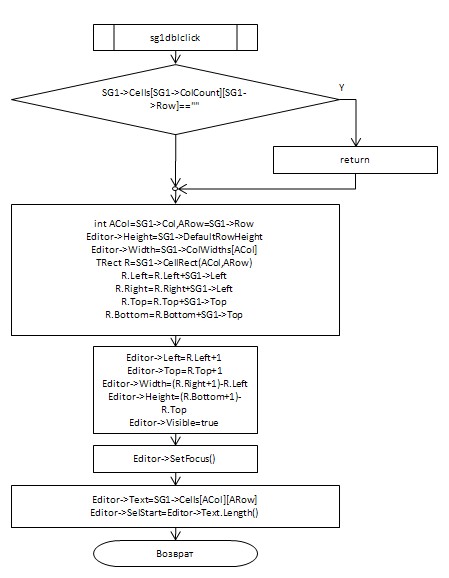 sg1dblclick
SG1->Cells[SG1->ColCount][SG1-
>Row]==""
Y
return
int ACol=SG1->Col,ARow=SG1->Row
Editor->Height=SG1->DefaultRowHeight
Editor->Width=SG1->ColWidths[ACol]
TRect R=SG1->CellRect(ACol,ARow)
R.Left=R.Left+SG1->Left
R.Right=R.Right+SG1->Left
R.Top=R.Top+SG1->Top
R.Bottom=R.Bottom+SG1->Top
Editor->Left=R.Left+1
Editor->Top=R.Top+1
Editor->Width=(R.Right+1)-R.Left
Editor->Height=(R.Bottom+1)-
R.Top
Editor->Visible=true
Editor->SetFocus()
Editor->Text=SG1->Cells[ACol][ARow]
Editor->SelStart=Editor->Text.Length()
Возврат